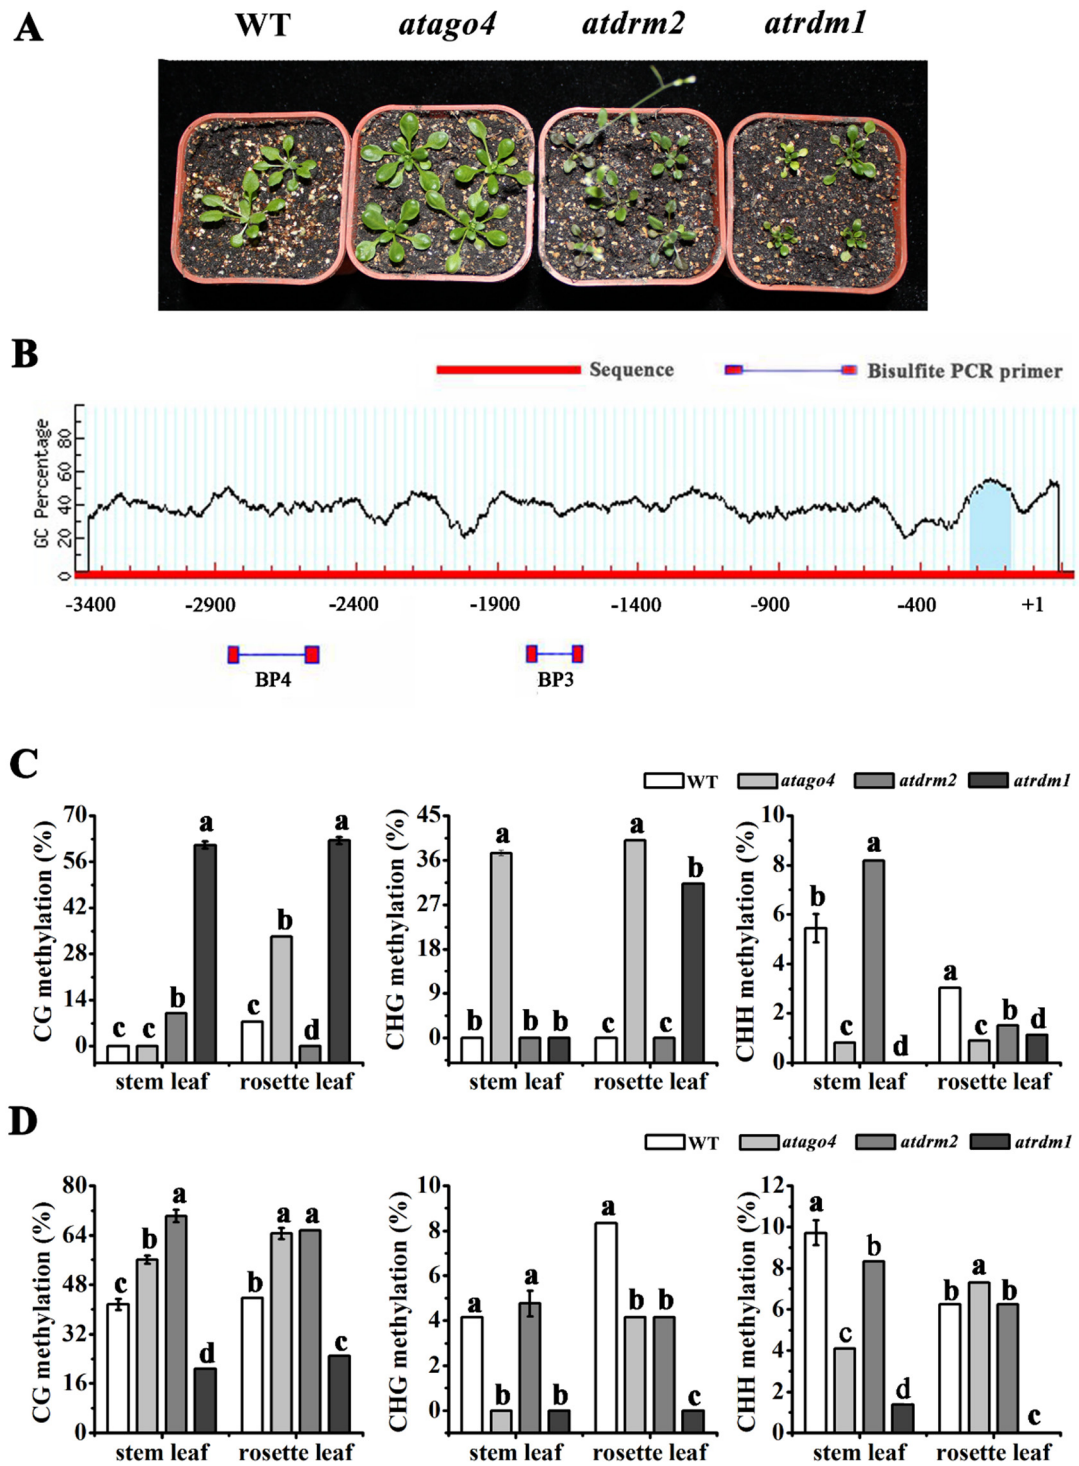 A
WT atago4 atdrm2 atrdm1
B
Sequence Bisulfite PCR primer
GC Percentage
80
60
40
20
0
-3400 -2900 -2400 -1900 -1400 -900 -400 +1
BP4 BP3
C
WT atago4 atdrm2 atrdm1
CG methylation (%)
70
56
42
28
14
0
c c b a c b d a
stem leaf rosette leaf
CHG methylation (%)
45
36
27
18
9
0
b a b b c a c b
stem leaf rosette leaf
CHH methylation (%)
10
8
6
4
2
0
b c a d a c b d
stem leaf rosette leaf
D
WT atago4 atdrm2 atrdm1
CG methylation (%)
80
64
48
32
16
0
c b a d b a a c
stem leaf rosette leaf
CHG methylation (%)
10
8
6
4
2
0
a b a b a b b c
stem leaf rosette leaf
CHH methylation (%)
12
10
8
6
4
2
0
a c b d b a b c
stem leaf rosette leaf